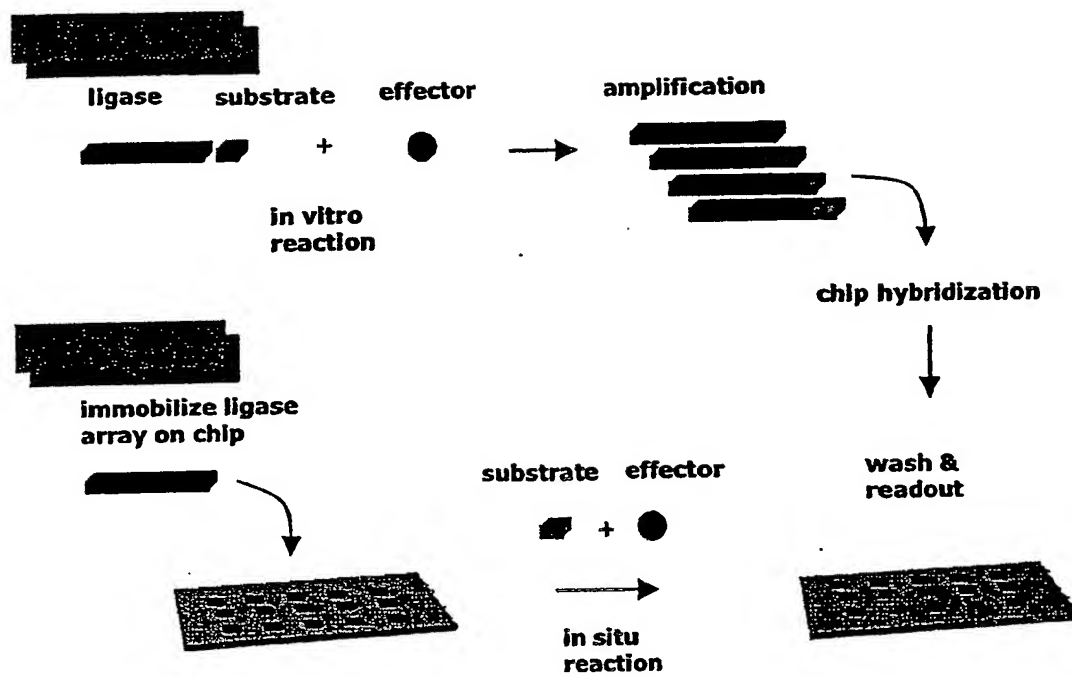 ligase substrate effector
+
amplification
in vitro
reaction
chip hybridization
immobilize ligase
array on chip
substrate effector
+
in situ
reaction
wash &
readout